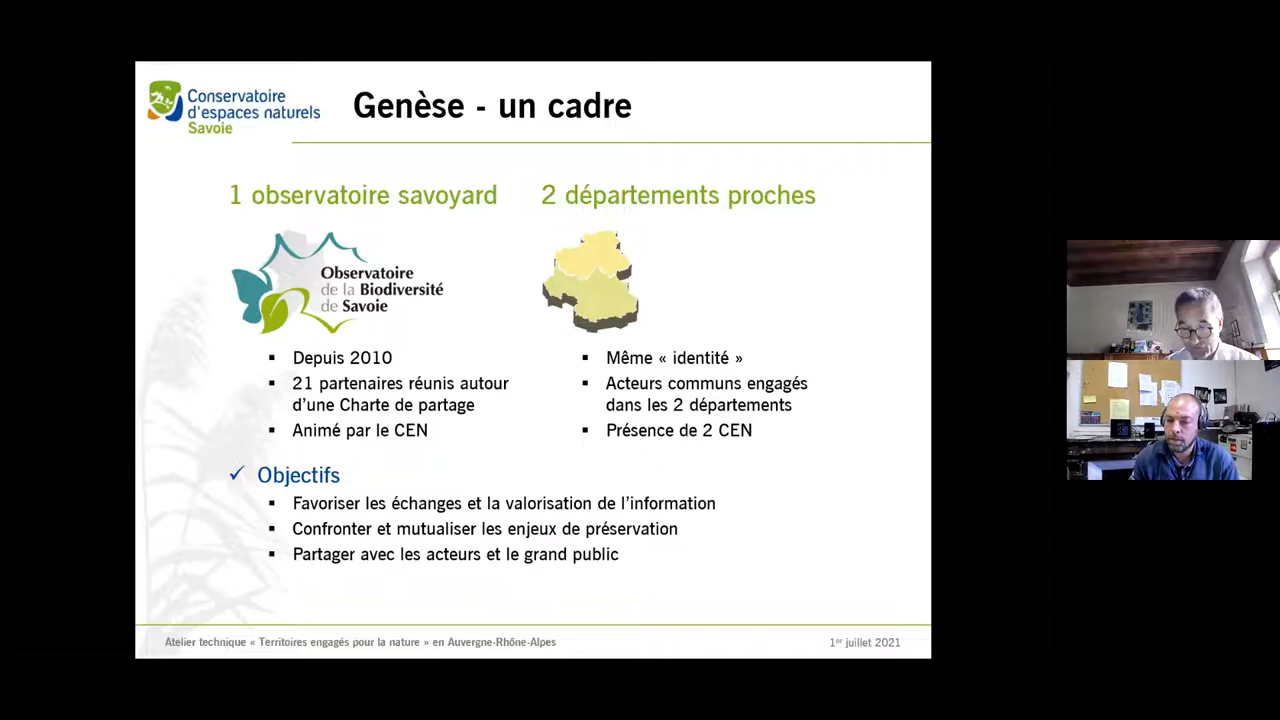 Conservatoire
d'espaces naturels
Savoie
Genèse - un cadre
1 observatoire savoyard
2 départements proches
Observatoire
de la Biodiversité
de Savoie
▪ Depuis 2010
▪ 21 partenaires réunis autour
d'une Charte de partage
▪ Animé par le CEN
▪ Même « identité »
▪ Acteurs communs engagés
dans les 2 départements
▪ Présence de 2 CEN
✓ Objectifs
▪ Favoriser les échanges et la valorisation de l'information
▪ Confronter et mutualiser les enjeux de préservation
▪ Partager avec les acteurs et le grand public
Atelier technique « Territoires engagés pour la nature » en Auvergne-Rhône-Alpes
1er juillet 2021